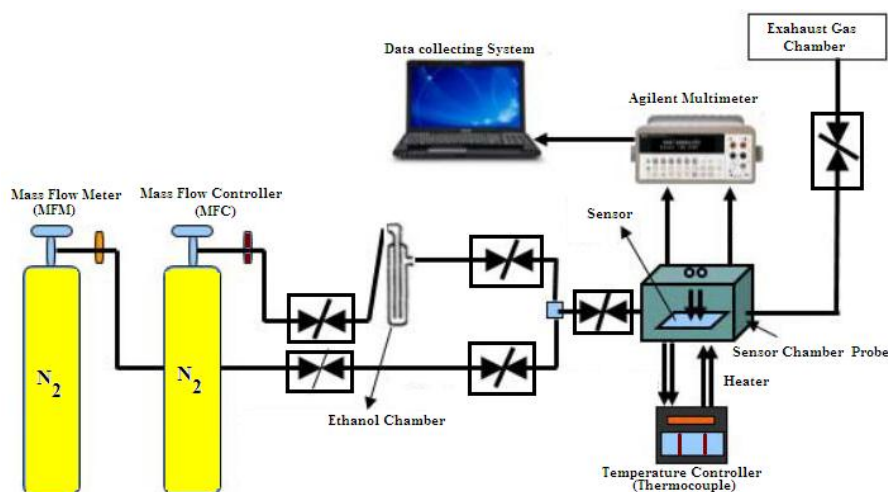 Exahaust Gas
Chamber
Data collecting System
Agilent Multimeter
Mass Flow Meter
(MFM)
Mass Flow Controller
(MFC)
Sensor
N2
N2
Ethanol Chamber
Sensor Chamber Probe
Heater
Temperature Controller
(Thermocouple)